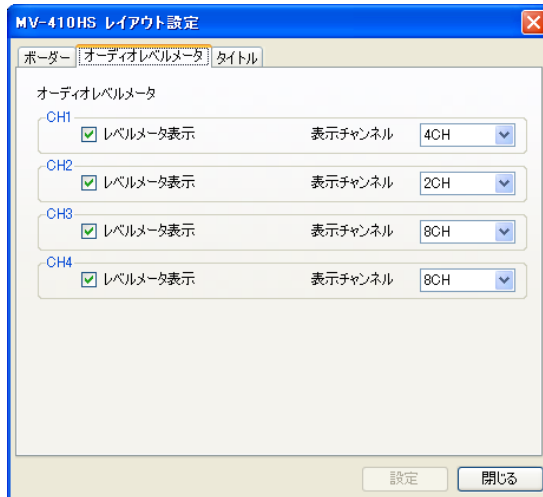 MV-410HS レイアウト設定
ボーダー オーディオレベルメータ タイトル
オーディオレベルメータ
CH1
レベルメータ表示 表示チャンネル 4CH
CH2
レベルメータ表示 表示チャンネル 2CH
CH3
レベルメータ表示 表示チャンネル 8CH
CH4
レベルメータ表示 表示チャンネル 8CH
設定 閉じる